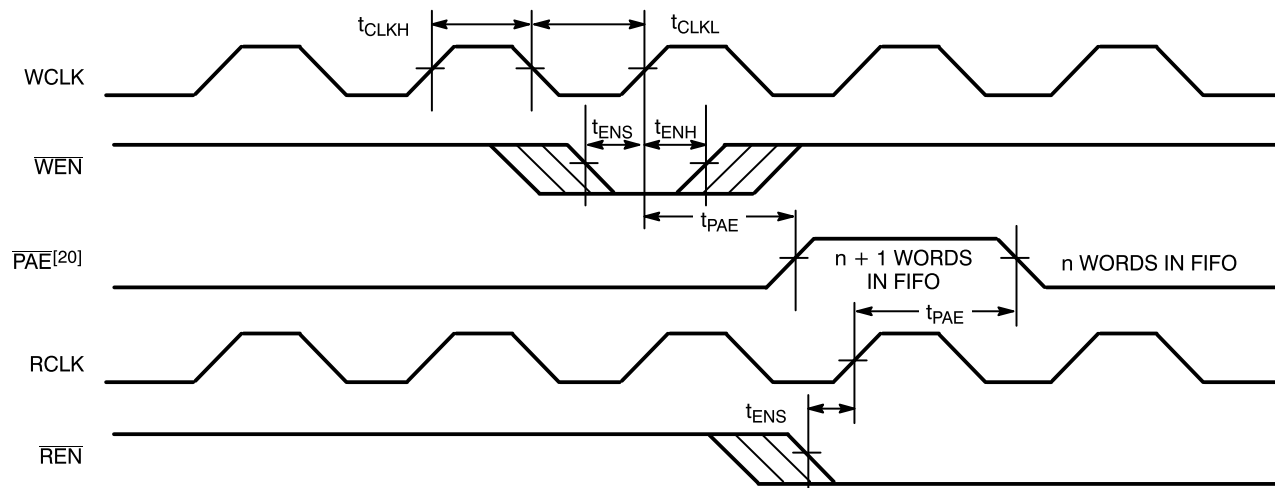 tCLKH
tCLKL
WCLK
tENS
tENH
WEN
tPAE
PAE[20]
n + 1 WORDS
IN FIFO
n WORDS IN FIFO
tPAE
RCLK
tENS
REN